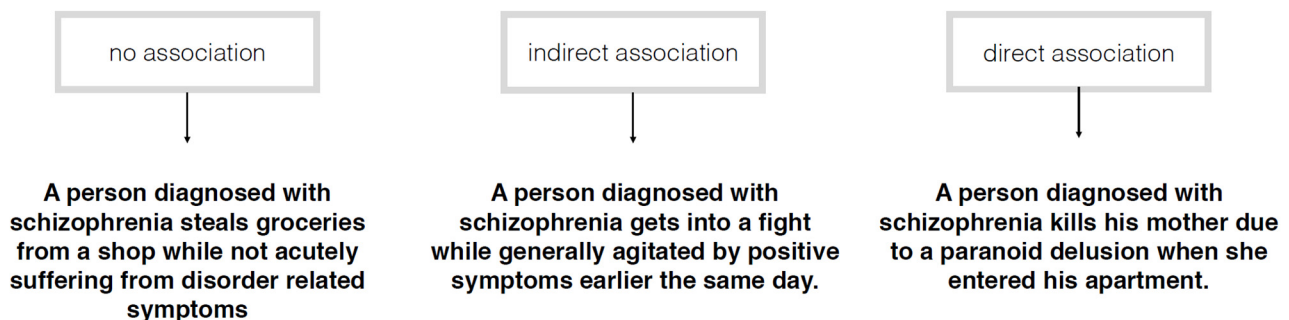 no association
A person diagnosed with
schizophrenia steals groceries
from a shop while not acutely
suffering from disorder related
symptoms
indirect association
A person diagnosed with
schizophrenia gets into a fight
while generally agitated by positive
symptoms earlier the same day.
direct association
A person diagnosed with
schizophrenia kills his mother due
to a paranoid delusion when she
entered his apartment.